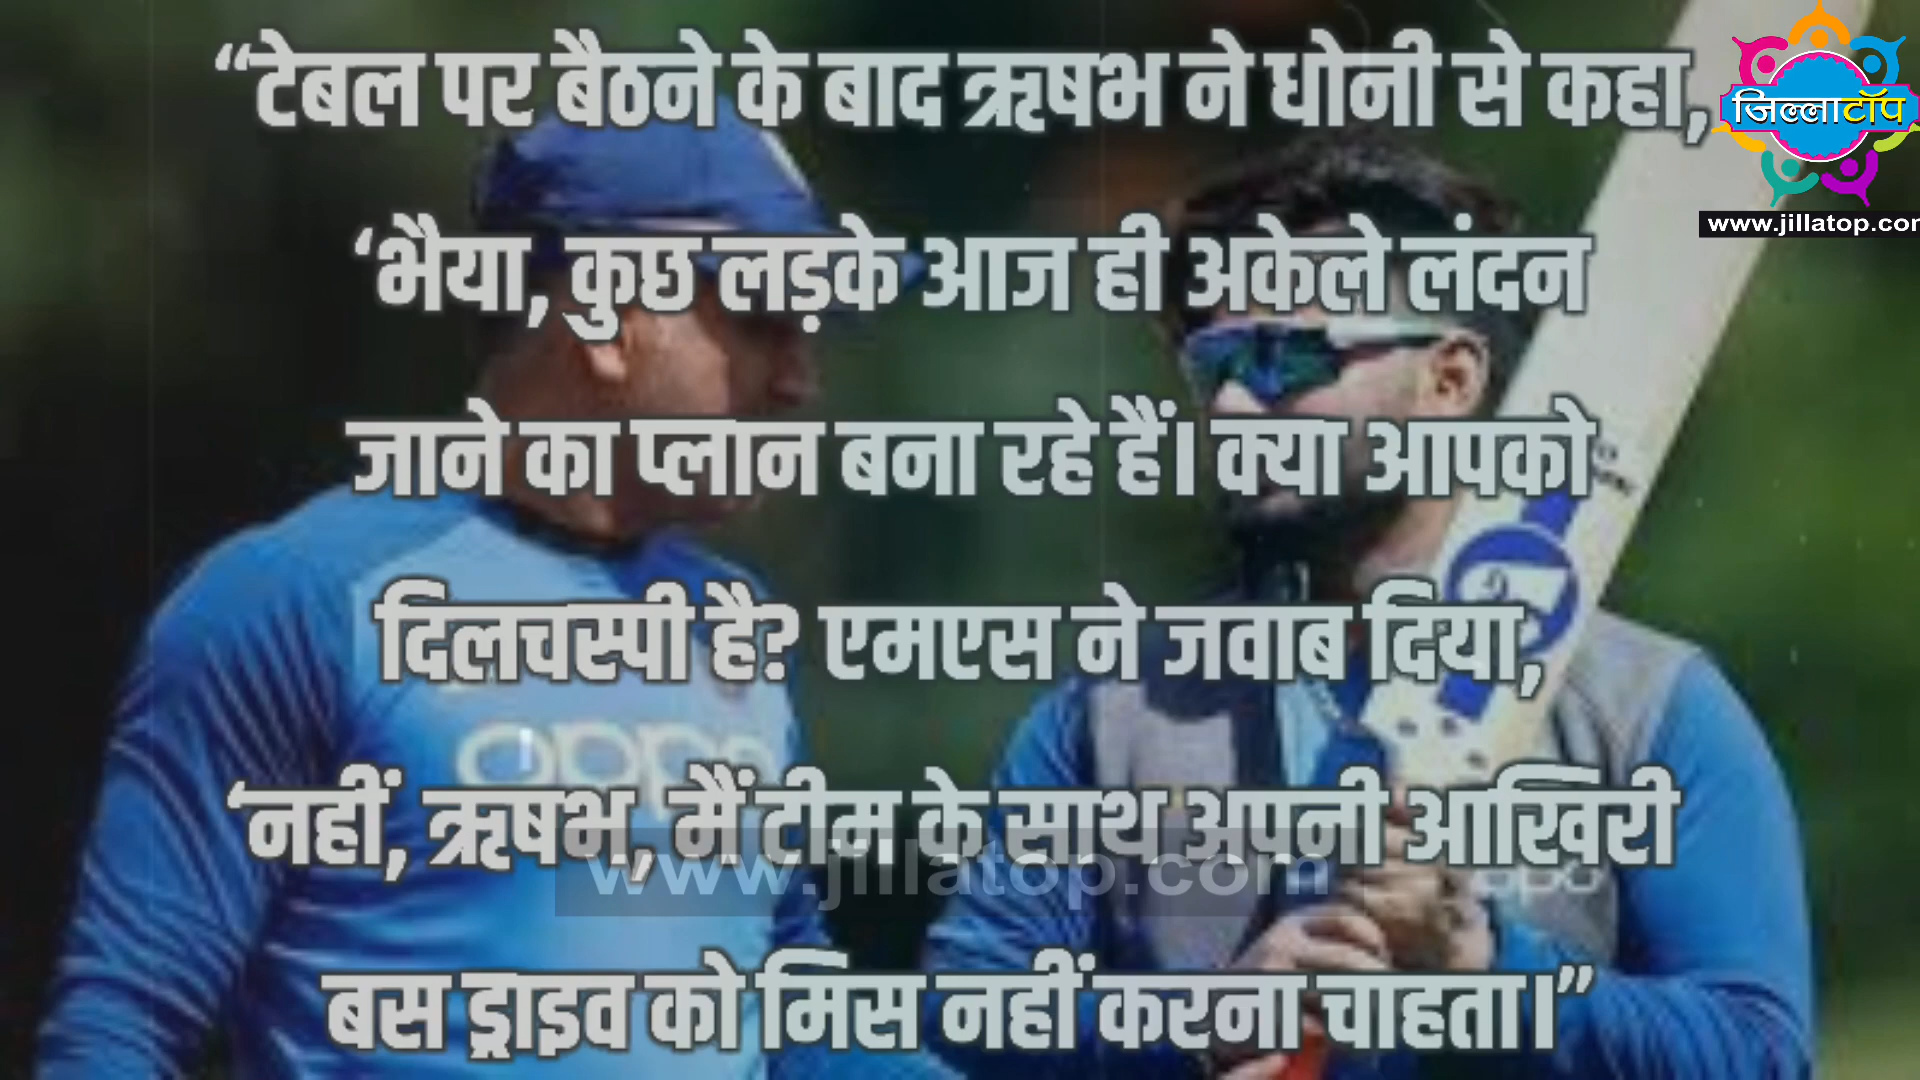 “टेबल पर बैठने के बाद ऋषभ ने धोनी से कहा,
जिल्लाटॉप
www.jillatop.com
‘भैया, कुछ लड़के आज ही अकेले लंदन
जाने का प्लान बना रहे हैं। क्या आपको
दिलचस्पी है? एमएस ने जवाब दिया,
oppo
‘नहीं, ऋषभ, मैं टीम के साथ अपनी आखिरी
www.jillatop.com
बस ड्राइव को मिस नहीं करना चाहता।”